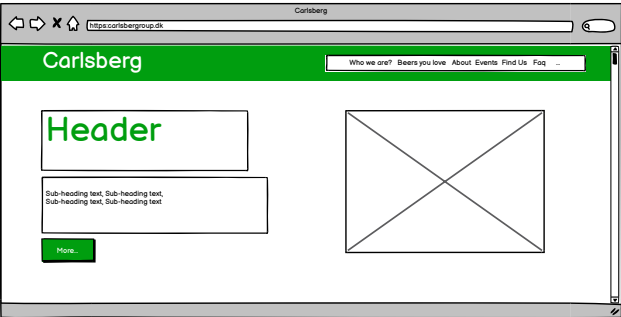 Carlsberg
https:carlsbergroup.dk
Carlsberg
Who we are? Beers you love About Events Find Us Faq ...
Header
Sub-heading text, Sub-heading text,
Sub-heading text, Sub-heading text
More...